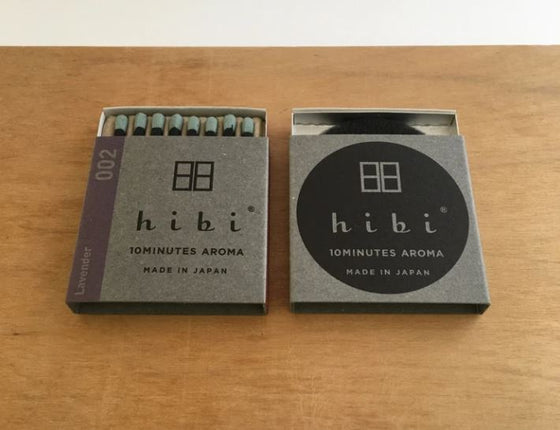 002
Lavender
hibi®
10MINUTES AROMA
MADE IN JAPAN
hibi®
10MINUTES AROMA
MADE IN JAPAN